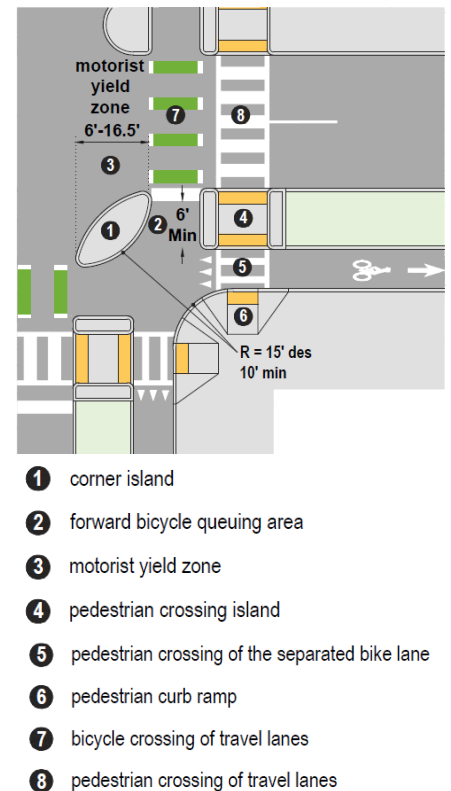 motorist
yield
zone
6'-16.5'
7
8
3
1
2
6'
Min
4
5
6
R = 15' des
10' min
1 corner island
2 forward bicycle queuing area
3 motorist yield zone
4 pedestrian crossing island
5 pedestrian crossing of the separated bike lane
6 pedestrian curb ramp
7 bicycle crossing of travel lanes
8 pedestrian crossing of travel lanes